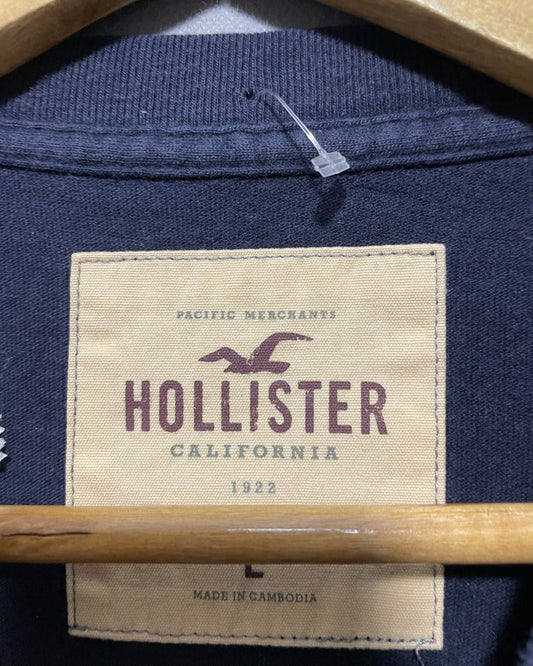 PACIFIC MERCHANTS
HOLLISTER
CALIFORNIA
1922
L
MADE IN CAMBODIA